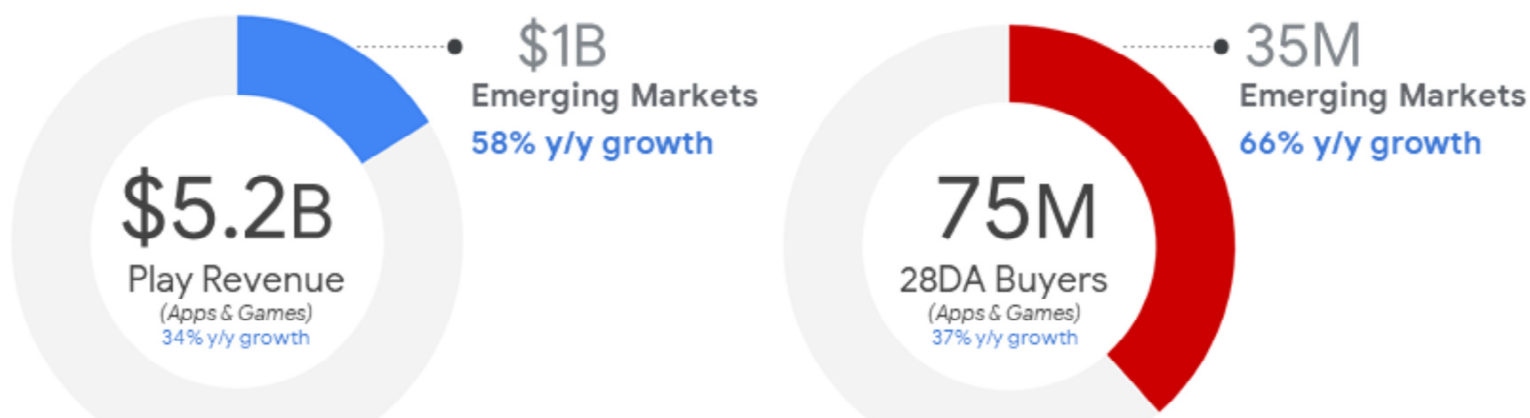 $1B
Emerging Markets
58% y/y growth
$5.2B
Play Revenue
(Apps & Games)
34% y/y growth
35M
Emerging Markets
66% y/y growth
75M
28DA Buyers
(Apps & Games)
37% y/y growth